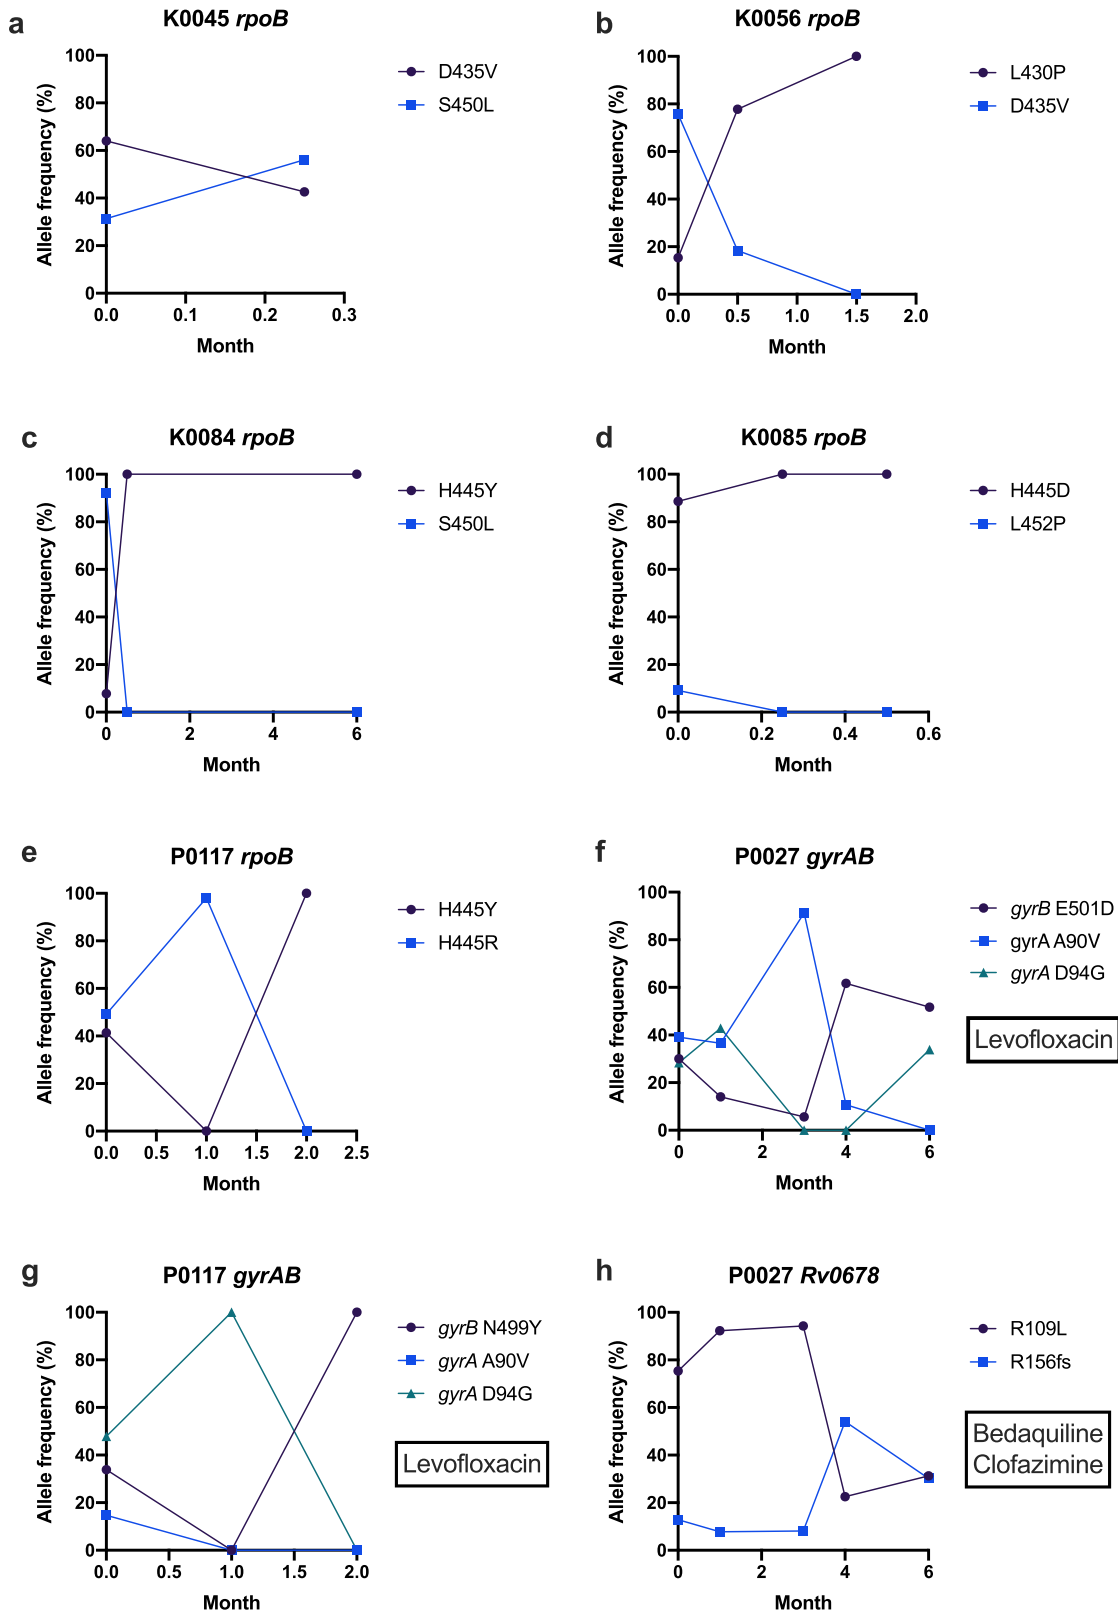 a
K0045 rpoB
100
80
60
40
20
0
0.0 0.1 0.2 0.3
Allele frequency (%)
Month
D435V
S450L
b
K0056 rpoB
100
80
60
40
20
0
0.0 0.5 1.0 1.5 2.0
Allele frequency (%)
Month
L430P
D435V
c
K0084 rpoB
100
80
60
40
20
0
0 2 4 6
Allele frequency (%)
Month
H445Y
S450L
d
K0085 rpoB
100
80
60
40
20
0
0.0 0.2 0.4 0.6
Allele frequency (%)
Month
H445D
L452P
e
P0117 rpoB
100
80
60
40
20
0
0.0 0.5 1.0 1.5 2.0 2.5
Allele frequency (%)
Month
H445Y
H445R
f
P0027 gyrAB
100
80
60
40
20
0
0 2 4 6
Allele frequency (%)
Month
gyrB E501D
gyrA A90V
gyrA D94G
Levofloxacin
g
P0117 gyrAB
100
80
60
40
20
0
0.0 0.5 1.0 1.5 2.0
Allele frequency (%)
Month
gyrB N499Y
gyrA A90V
gyrA D94G
Levofloxacin
h
P0027 Rv0678
100
80
60
40
20
0
0 2 4 6
Allele frequency (%)
Month
R109L
R156fs
Bedaquiline
Clofazimine